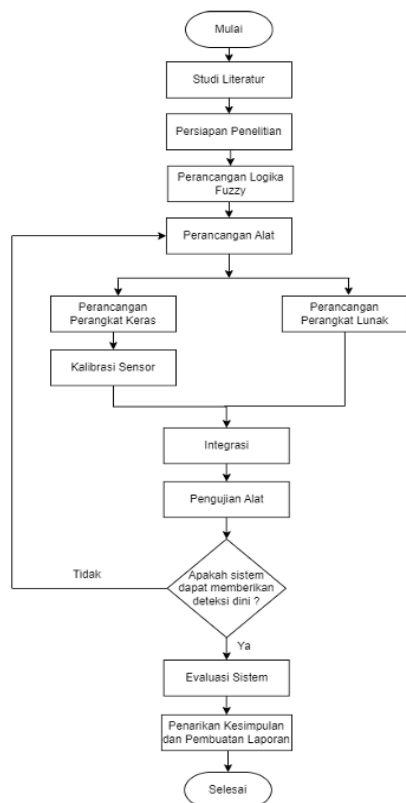 Mulai
Studi Literatur
Persiapan Penelitian
Perancangan Logika
Fuzzy
Perancangan Alat
Perancangan
Perangkat Keras
Perancangan
Perangkat Lunak
Kalibrasi Sensor
Integrasi
Pengujian Alat
Tidak
Apakah sistem
dapat memberikan
deteksi dini ?
Ya
Evaluasi Sistem
Penarikan Kesimpulan
dan Pembuatan Laporan
Selesai